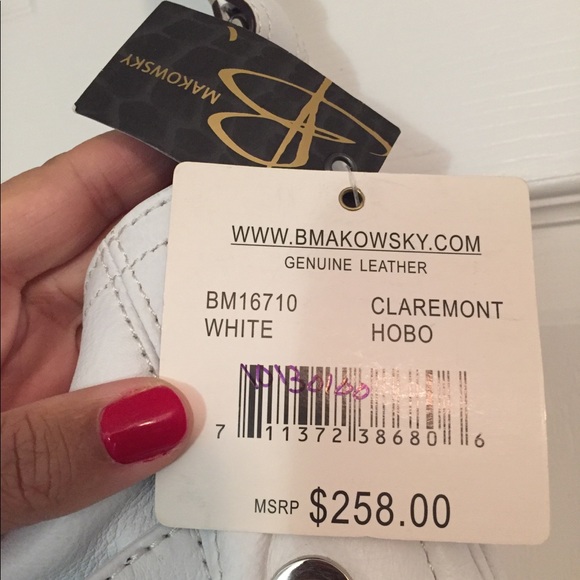 MAKOWSKY
B
WWW.BMAKOWSKY.COM
GENUINE LEATHER
BM16710 CLAREMONT
WHITE HOBO
7 11372 38680 6
MSRP $258.00